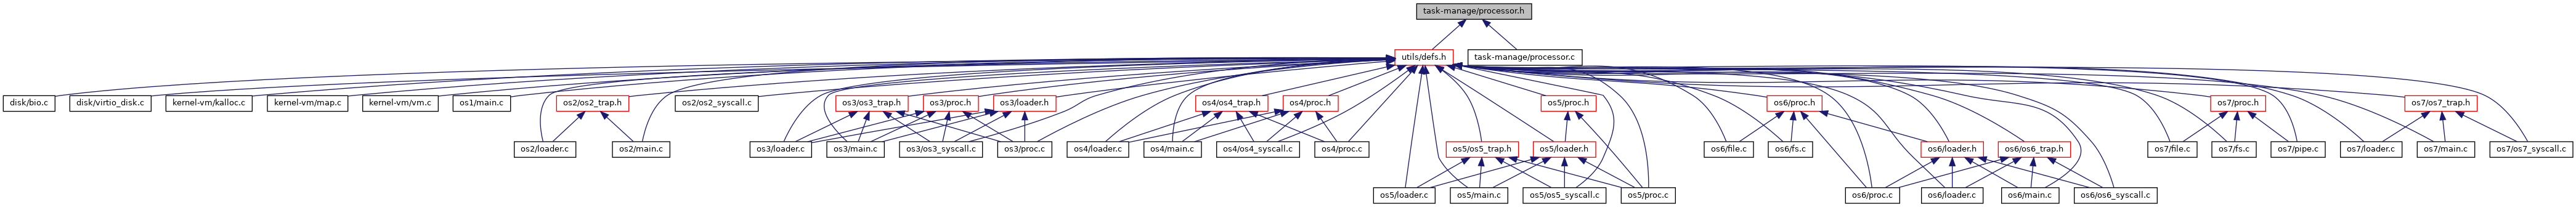 task-manage/processor.h
utils/defs.h
task-manage/processor.c
disk/bio.c
disk/virtio_disk.c
kernel-vm/kalloc.c
kernel-vm/map.c
kernel-vm/vm.c
os1/main.c
os2/os2_trap.h
os2/os2_syscall.c
os3/os3_trap.h
os3/proc.h
os3/loader.h
os4/os4_trap.h
os4/proc.h
os5/proc.h
os6/proc.h
os7/proc.h
os7/os7_trap.h
os2/loader.c
os2/main.c
os3/loader.c
os3/main.c
os3/os3_syscall.c
os3/proc.c
os4/loader.c
os4/main.c
os4/os4_syscall.c
os4/proc.c
os5/os5_trap.h
os5/loader.h
os6/file.c
os6/fs.c
os6/loader.h
os6/os6_trap.h
os7/file.c
os7/fs.c
os7/pipe.c
os7/loader.c
os7/main.c
os7/os7_syscall.c
os5/loader.c
os5/main.c
os5/os5_syscall.c
os5/proc.c
os6/proc.c
os6/loader.c
os6/main.c
os6/os6_syscall.c